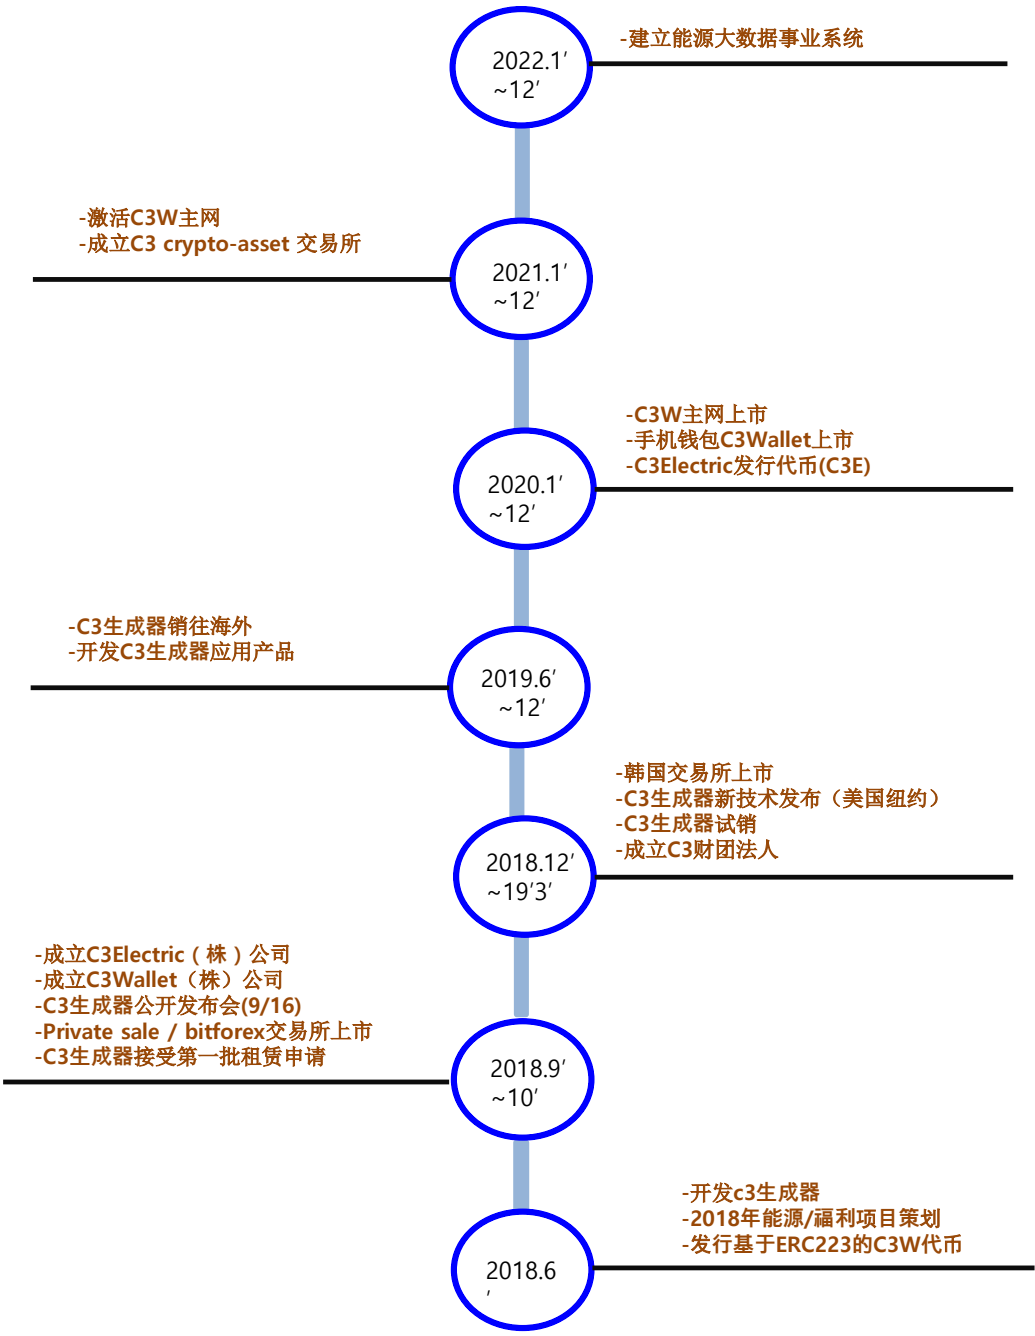 2022.1′
~12′
-建立能源大数据事业系统
-激活C3W主网
-成立C3 crypto-asset 交易所
2021.1′
~12′
-C3W主网上市
-手机钱包C3Wallet上市
-C3Electric发行代币(C3E)
2020.1′
~12′
-C3生成器销往海外
-开发C3生成器应用产品
2019.6′
~12′
-韩国交易所上市
-C3生成器新技术发布（美国纽约）
-C3生成器试销
-成立C3财团法人
2018.12′
~19′3′
-成立C3Electric（株）公司
-成立C3Wallet（株）公司
-C3生成器公开发布会(9/16)
-Private sale / bitforex交易所上市
-C3生成器接受第一批租赁申请
2018.9′
~10′
-开发c3生成器
-2018年能源/福利项目策划
-发行基于ERC223的C3W代币
2018.6
′